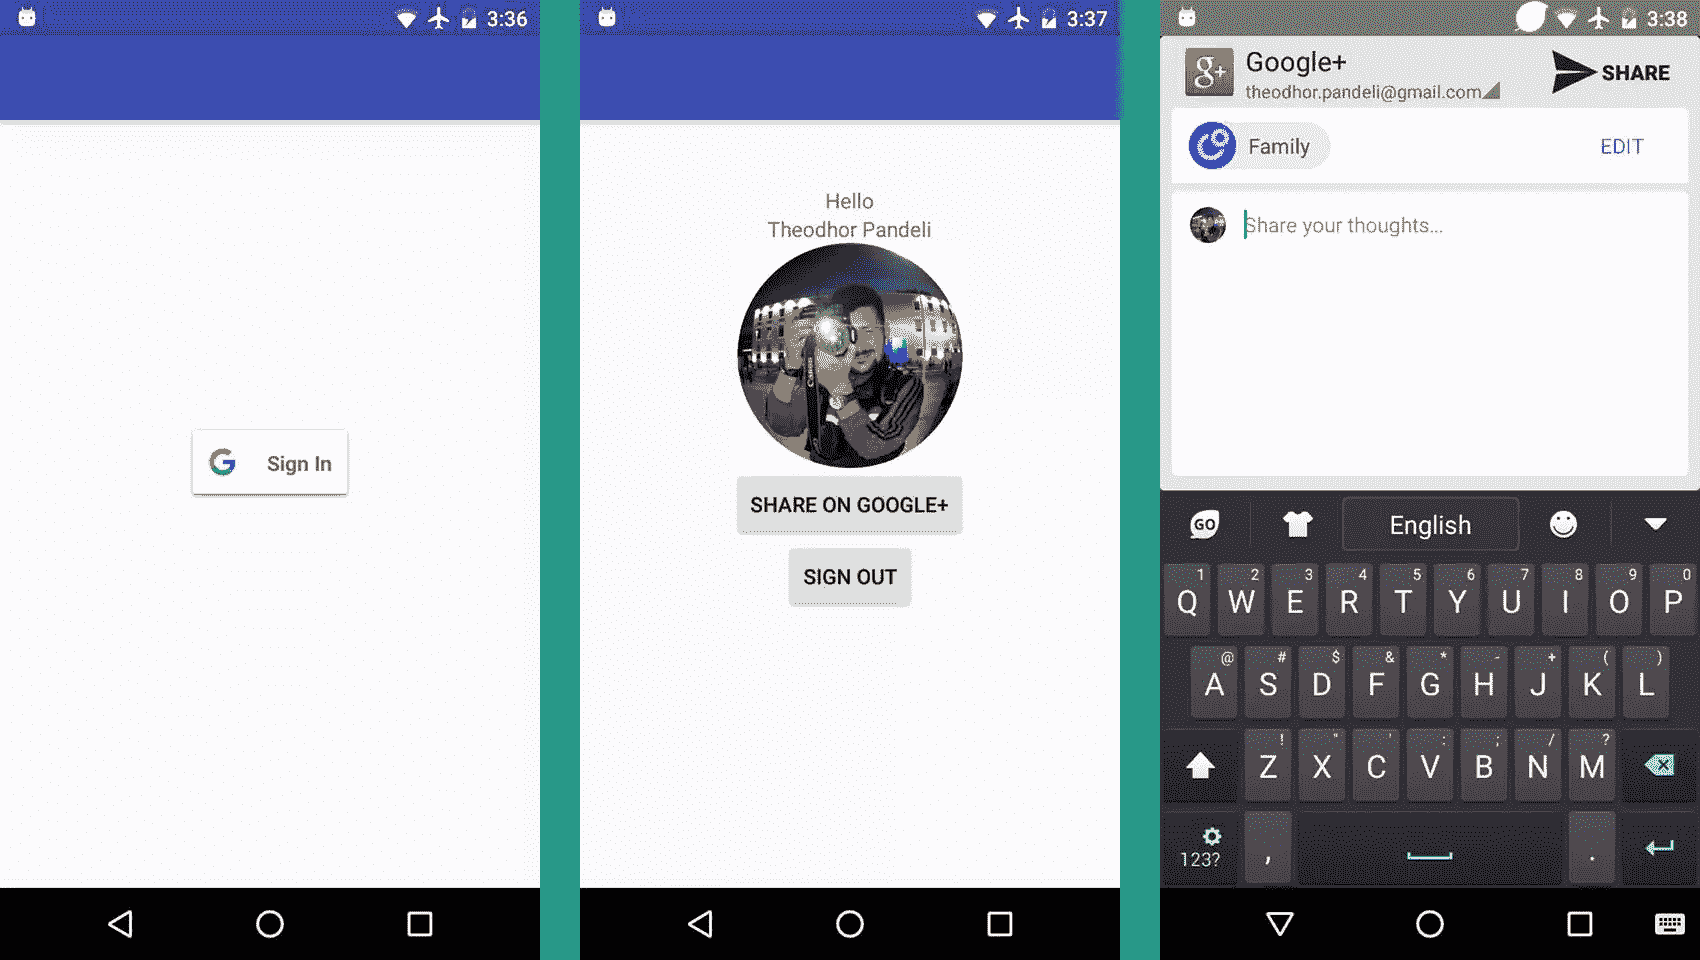 3:36
Sign In
3:37
Hello
Theodhor Pandeli
Canon
SHARE ON GOOGLE+
SIGN OUT
3:38
g+
Google+
theodhor.pandeli@gmail.com
SHARE
Family
EDIT
Share your thoughts...
GO
English
1 2 3 4 5 6 7 8 9 0
Q W E R T Y U I O P
@ # $ & * - + ( )
A S D F G H J K L
! " ' : ; / ?
Z X C V B N M
123? , .